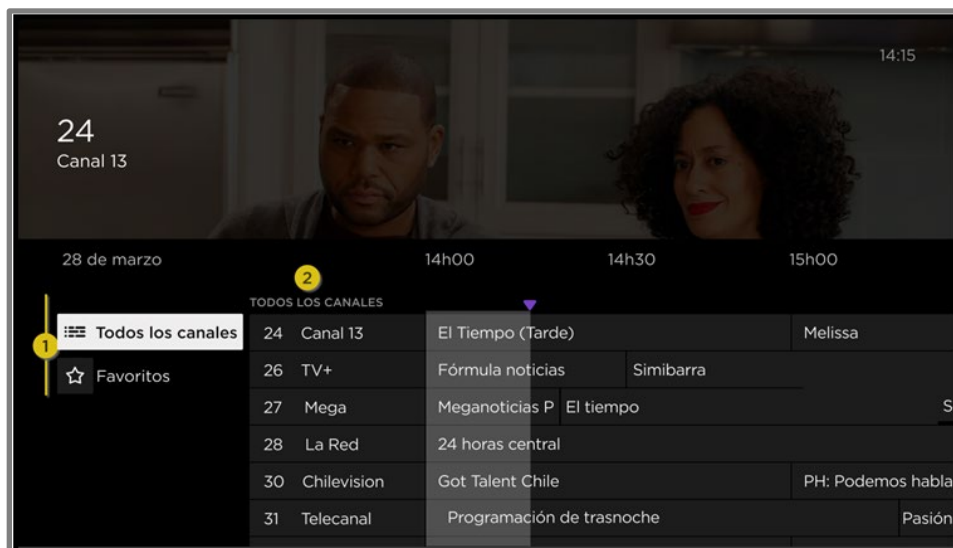 14:15
24
Canal 13
28 de marzo 14h00 14h30 15h00
2
TODOS LOS CANALES
1
Todos los canales
Favoritos
24 Canal 13 El Tiempo (Tarde) Melissa
26 TV+ Fórmula noticias Simibarra
27 Mega Meganoticias P El tiempo S
28 La Red 24 horas central
30 Chilevision Got Talent Chile PH: Podemos habla
31 Telecanal Programación de trasnoche Pasión